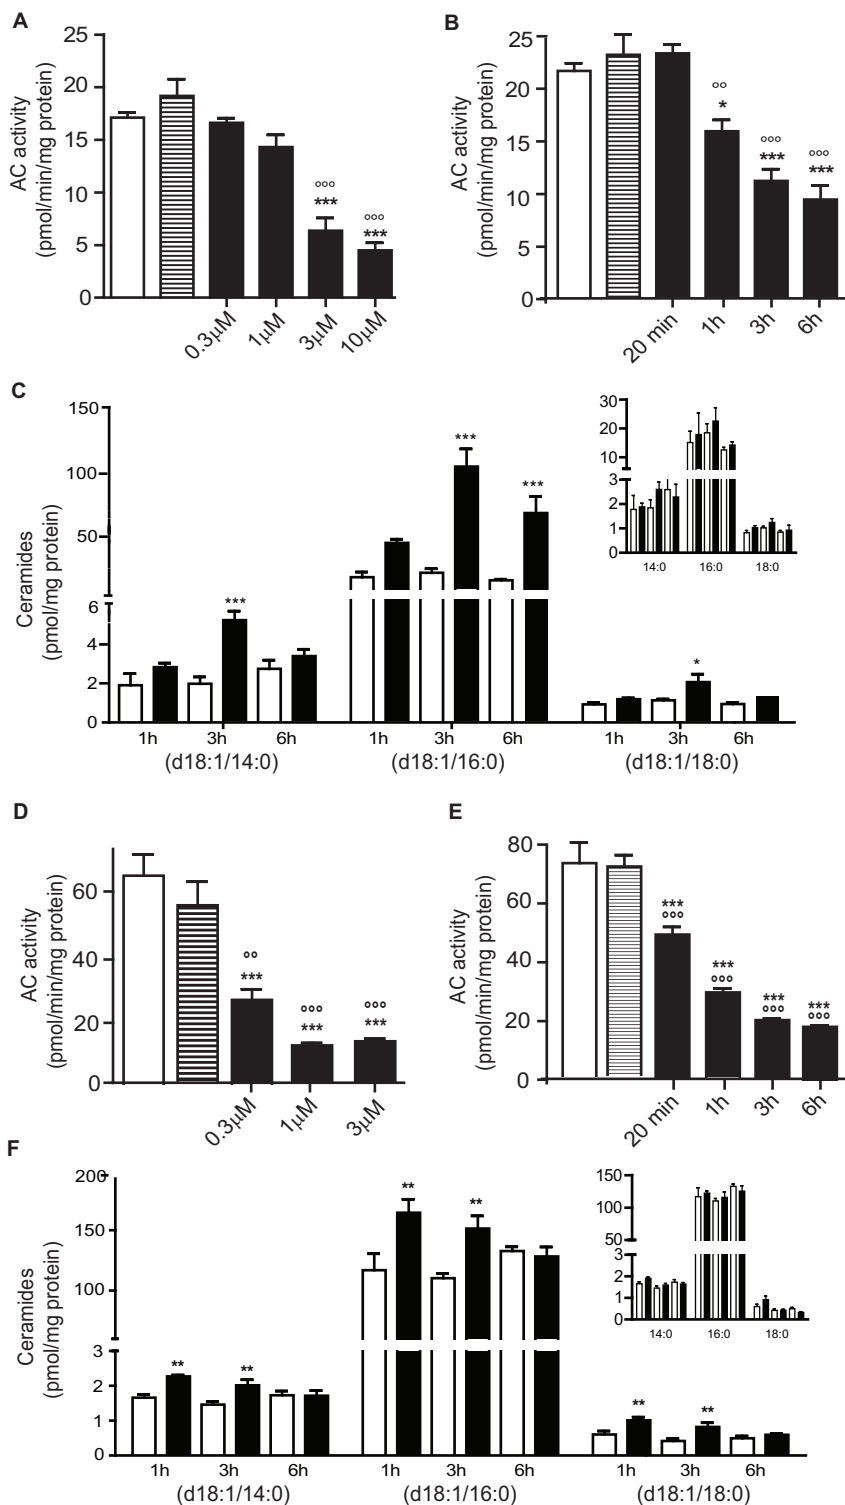 A
AC activity
(pmol/min/mg protein)
25
20
15
10
5
0
°°°
***
°°°
***
0.3μM
1μM
3μM
10μM
B
AC activity
(pmol/min/mg protein)
25
20
15
10
5
0
°°
*
°°°
***
°°°
***
20 min
1h
3h
6h
C
Ceramides
(pmol/mg protein)
150
100
50
6
4
2
0
***
***
***
*
1h 3h 6h 1h 3h 6h 1h 3h 6h
(d18:1/14:0) (d18:1/16:0) (d18:1/18:0)
30
20
10
3
2
1
0
14:0 16:0 18:0
D
AC activity
(pmol/min/mg protein)
60
40
20
0
°°
***
°°°
***
°°°
***
0.3μM
1μM
3μM
E
AC activity
(pmol/min/mg protein)
80
60
40
20
0
***
°°°
***
°°°
***
°°°
***
°°°
20 min
1h
3h
6h
F
Ceramides
(pmol/mg protein)
200
150
100
3
2
1
0
**
**
**
**
**
**
1h 3h 6h 1h 3h 6h 1h 3h 6h
(d18:1/14:0) (d18:1/16:0) (d18:1/18:0)
150
100
50
3
2
1
0
14:0 16:0 18:0